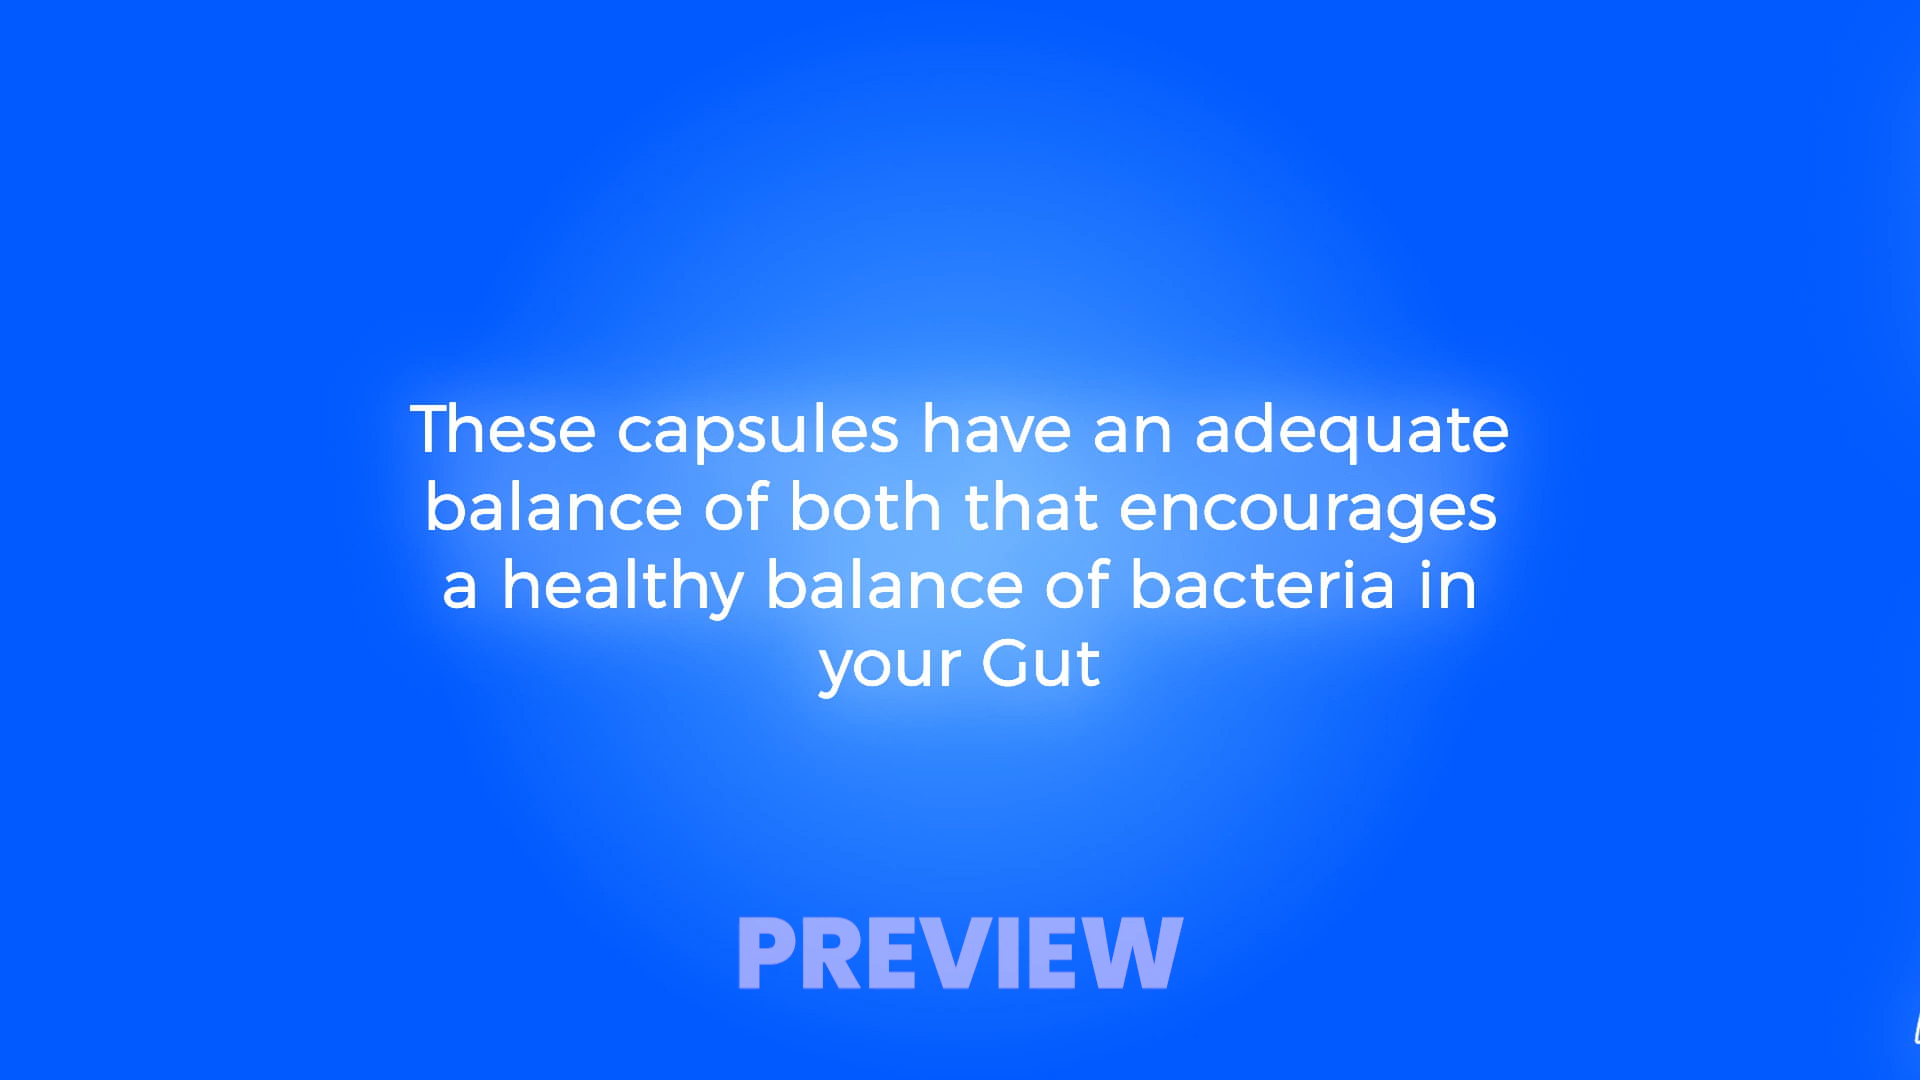 These capsules have an adequate
balance of both that encourages
a healthy balance of bacteria in
your Gut
PREVIEW